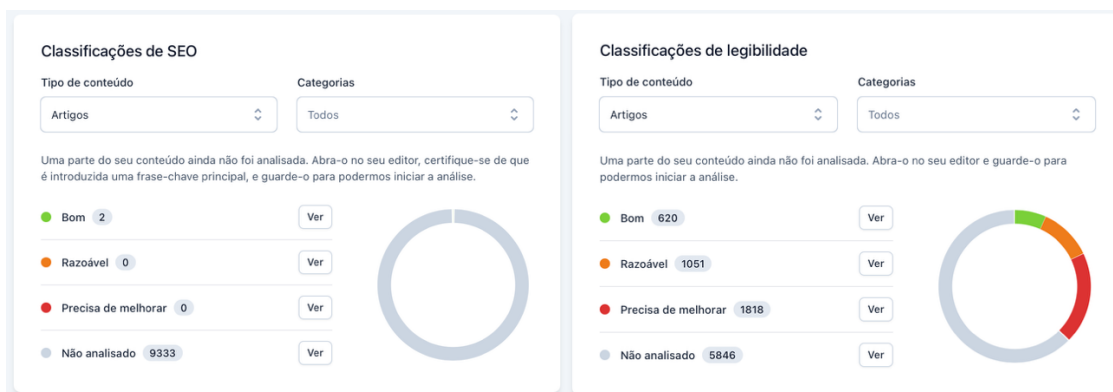 Classificações de SEO
Tipo de conteúdo
Categorias
Artigos
Todos
Uma parte do seu conteúdo ainda não foi analisada. Abra-o no seu editor, certifique-se de que
é introduzida uma frase-chave principal, e guarde-o para podermos iniciar a análise.
Bom 2 Ver
Razoável 0 Ver
Precisa de melhorar 0 Ver
Não analisado 9333 Ver
Classificações de legibilidade
Tipo de conteúdo
Categorias
Artigos
Todos
Uma parte do seu conteúdo ainda não foi analisada. Abra-o no seu editor e guarde-o para
podermos iniciar a análise.
Bom 620 Ver
Razoável 1051 Ver
Precisa de melhorar 1818 Ver
Não analisado 5846 Ver